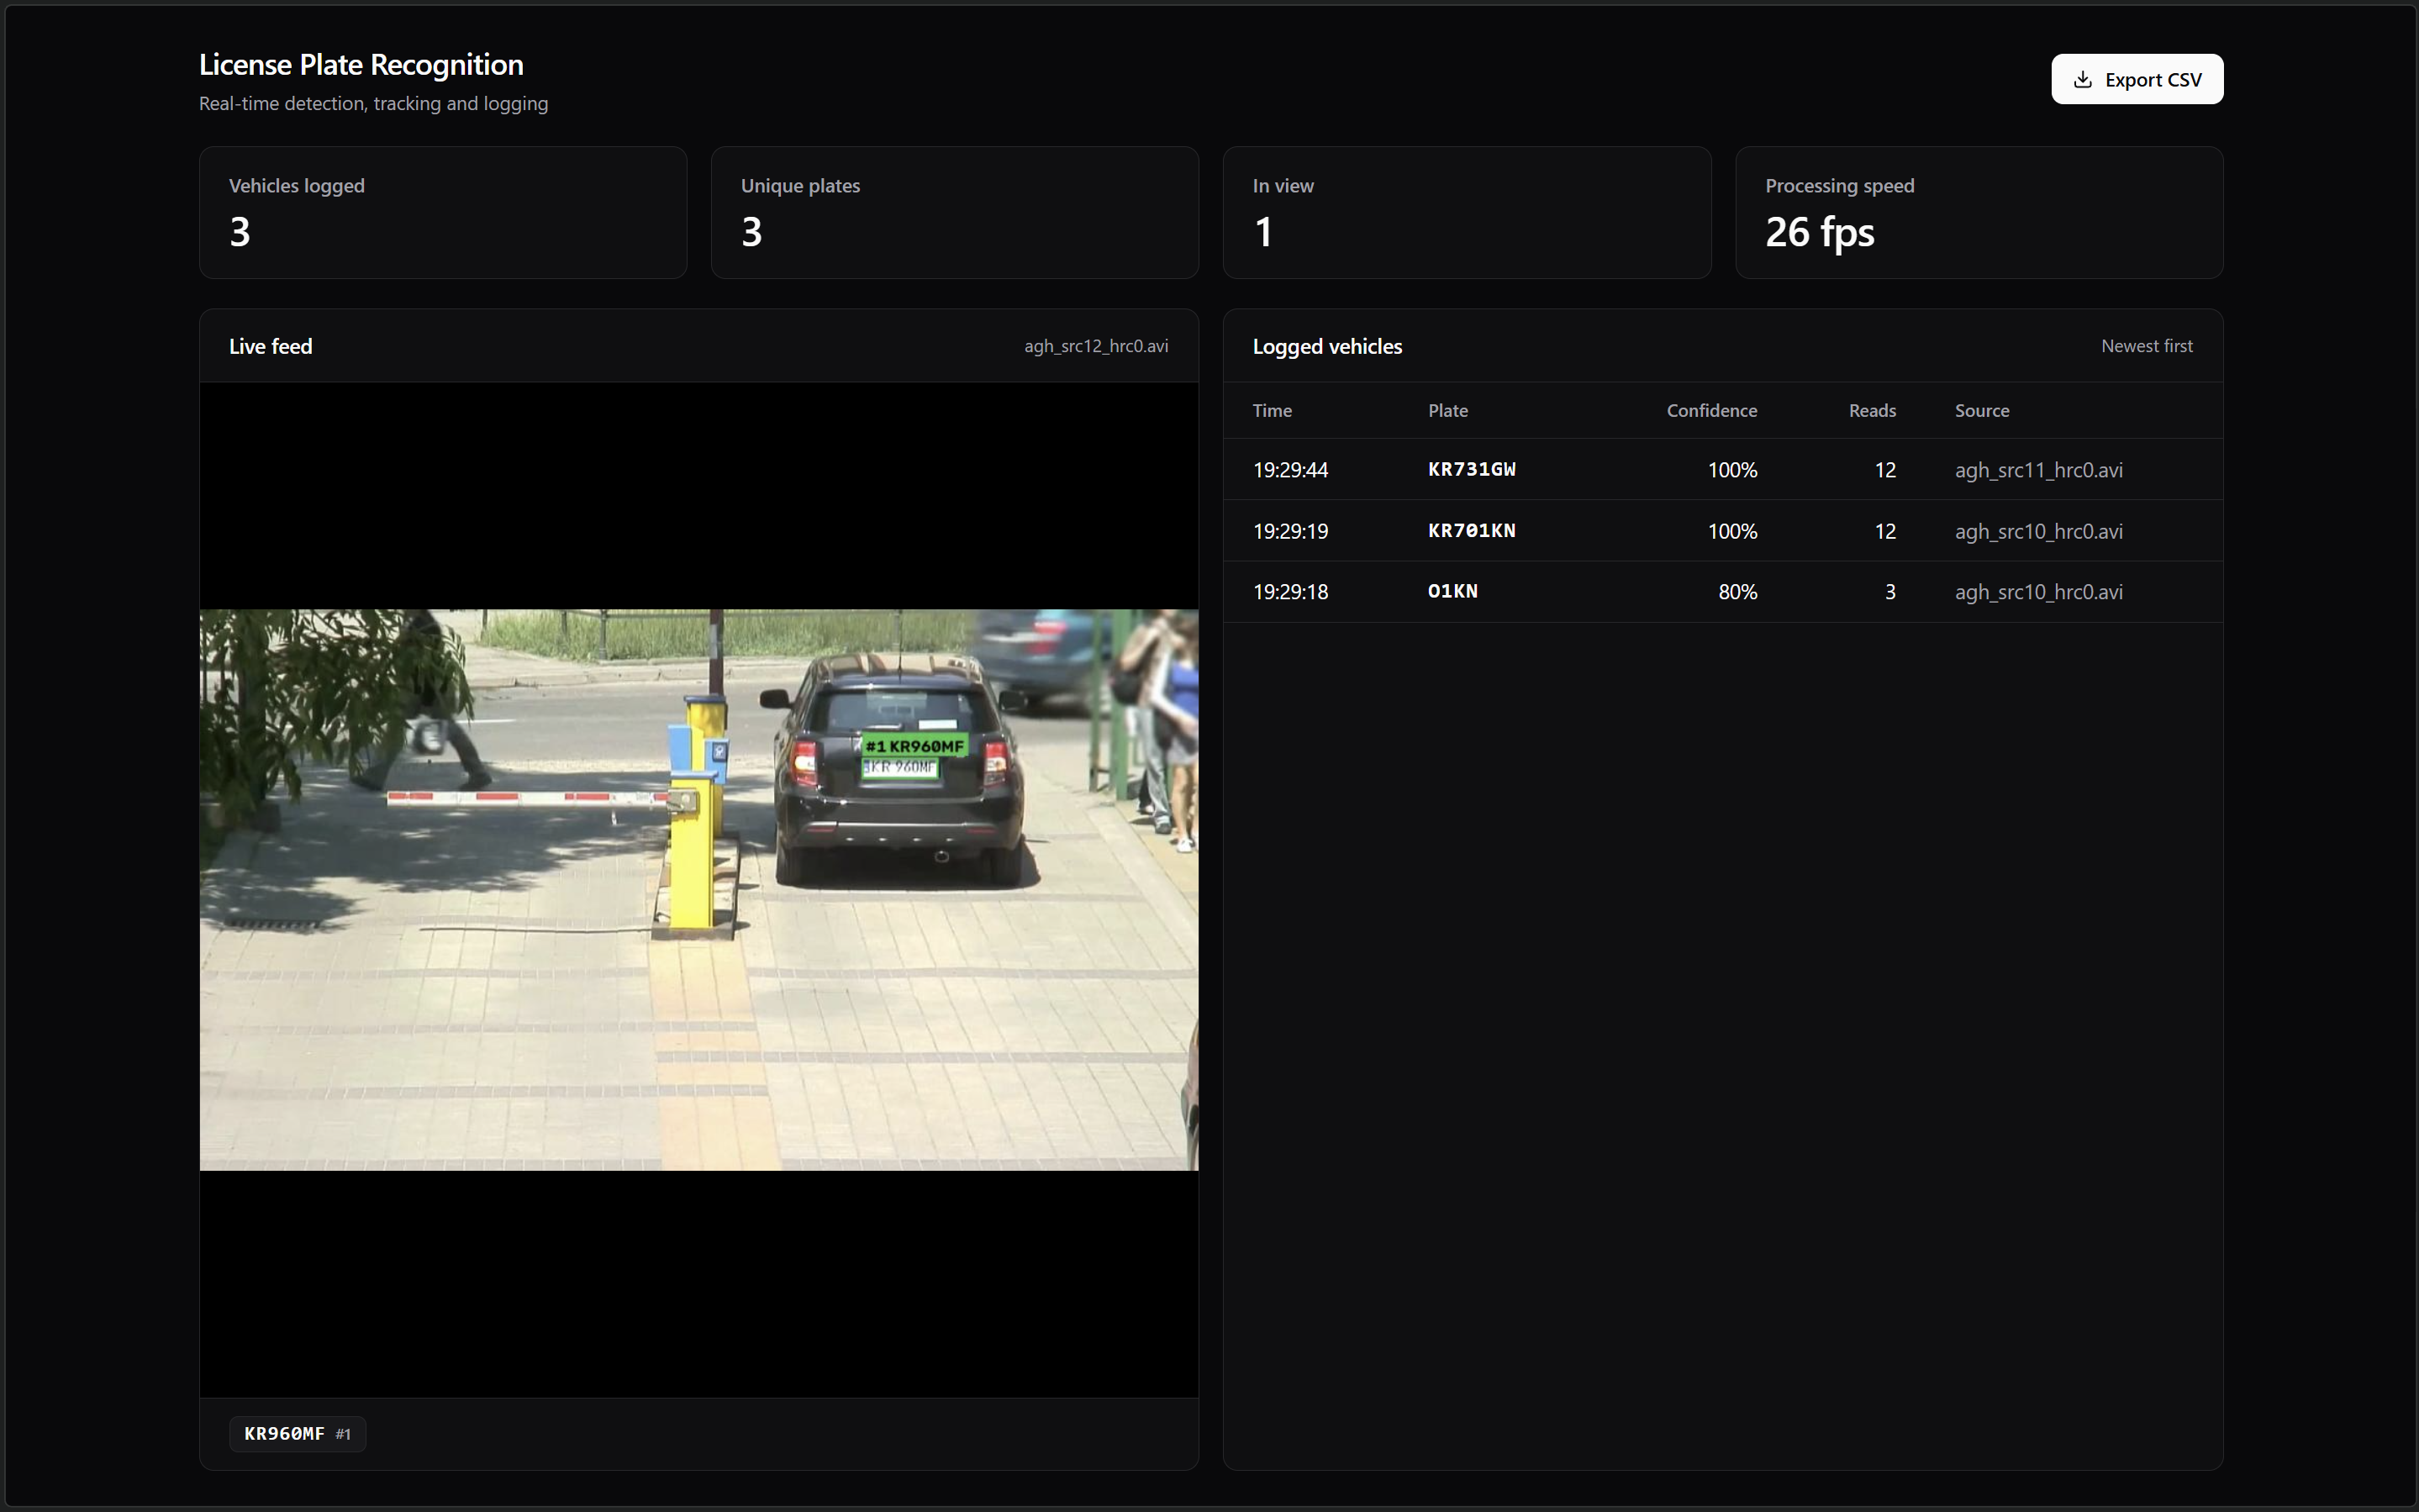 License Plate Recognition
Real-time detection, tracking and logging
Export CSV
Vehicles logged
3
Unique plates
3
In view
1
Processing speed
26 fps
Live feed
agh_src12_hrc0.avi
#1 KR960MF
KR 960MF
KR960MF #1
Logged vehicles
Newest first
Time Plate Confidence Reads Source
19:29:44 KR731GW 100% 12 agh_src11_hrc0.avi
19:29:19 KR701KN 100% 12 agh_src10_hrc0.avi
19:29:18 O1KN 80% 3 agh_src10_hrc0.avi